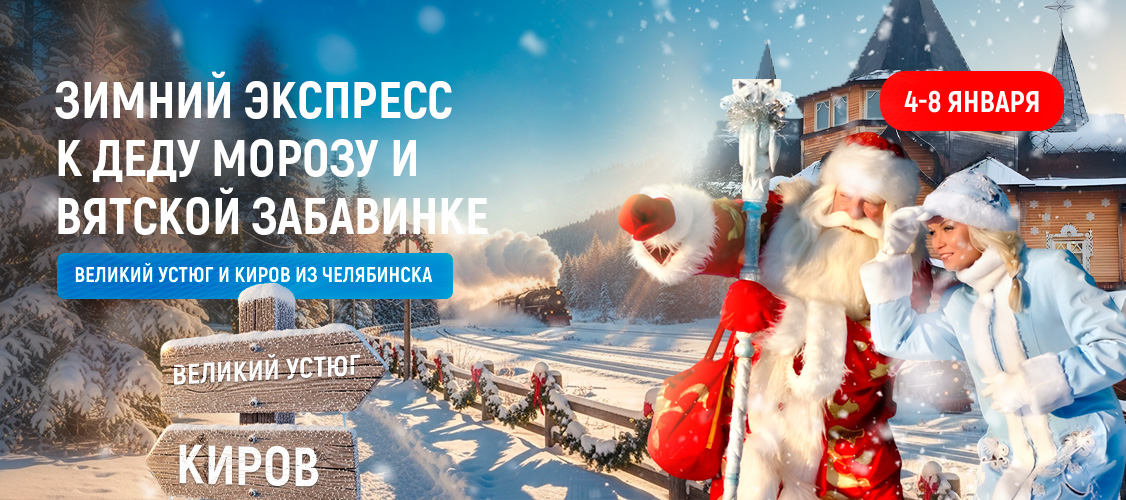 ЗИМНИЙ ЭКСПРЕСС
К ДЕДУ МОРОЗУ И
ВЯТСКОЙ ЗАБАВИНКЕ
ВЕЛИКИЙ УСТЮГ И КИРОВ ИЗ ЧЕЛЯБИНСКА
4-8 ЯНВАРЯ
ВЕЛИКИЙ УСТЮГ
КИРОВ